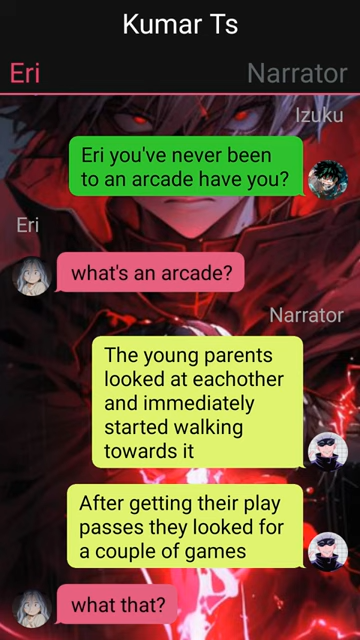 Kumar Ts
Eri
Narrator
Izuku
Eri you've never been
to an arcade have you?
Eri
what's an arcade?
Narrator
The young parents
looked at eachother
and immediately
started walking
towards it
After getting their play
passes they looked for
a couple of games
what that?